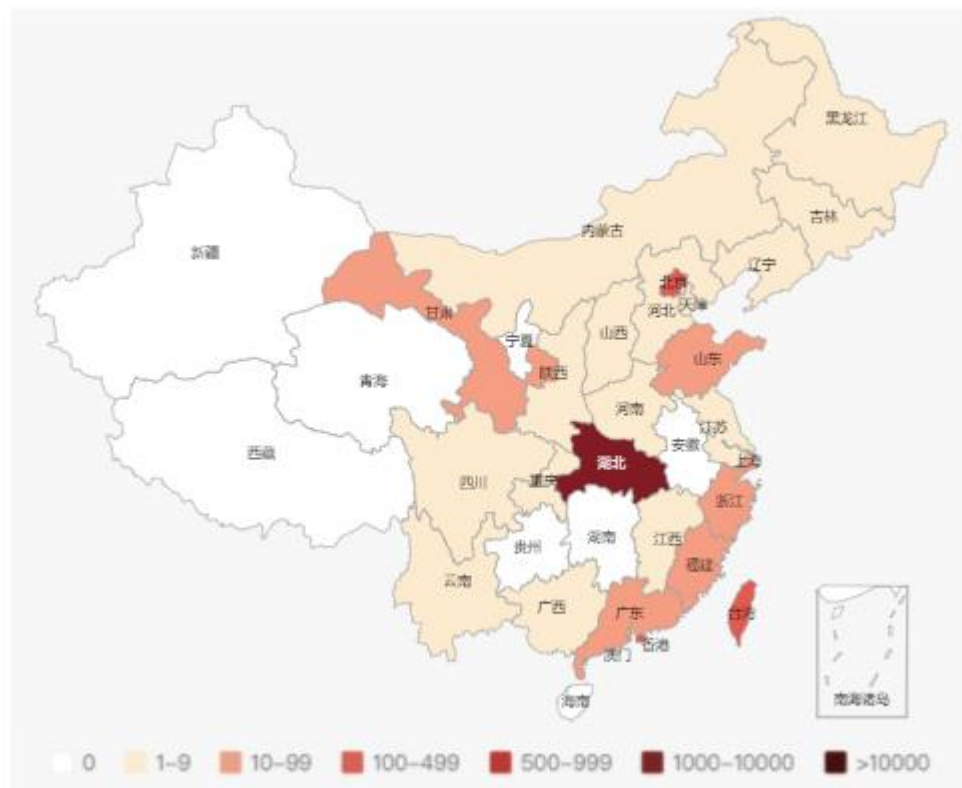 黑龙江
吉林
内蒙古
新疆
辽宁
北京
天津
河北
甘肃
山西
宁夏
山东
陕西
青海
河南
江苏
安徽
西藏
上海
湖北
四川
重庆
浙江
湖南
江西
贵州
福建
云南
广西
广东
台湾
香港
澳门
海南
南海诸岛
0 1-9 10-99 100-499 500-999 1000-10000 >10000